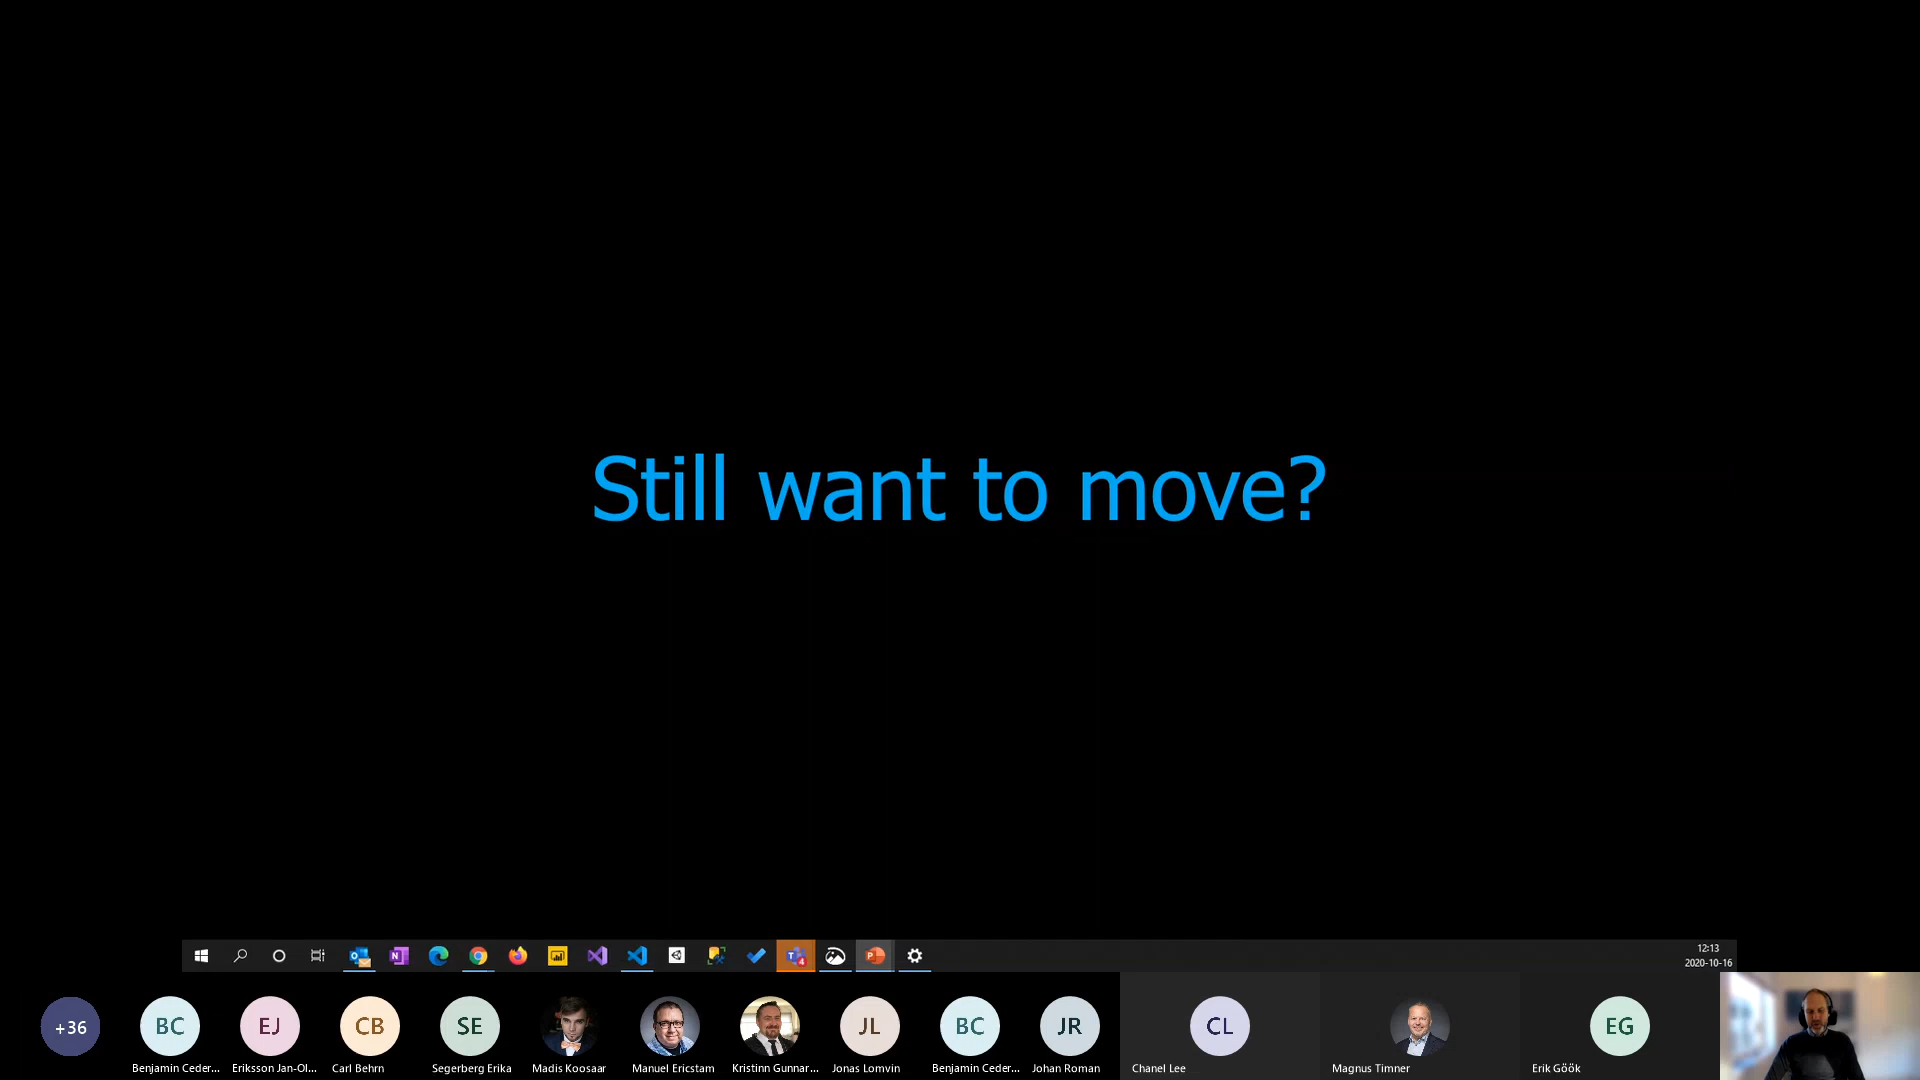 Still want to move?
12:13
2020-10-16
+36
BC
EJ
CB
SE
JL
BC
JR
CL
EG
Benjamin Ceder...
Eriksson Jan-Ol...
Carl Behrn
Segerberg Erika
Madis Koosaar
Manuel Ericstam
Kristinn Gunnar...
Jonas Lomvin
Benjamin Ceder...
Johan Roman
Chanel Lee
Magnus Timner
Erik Göök